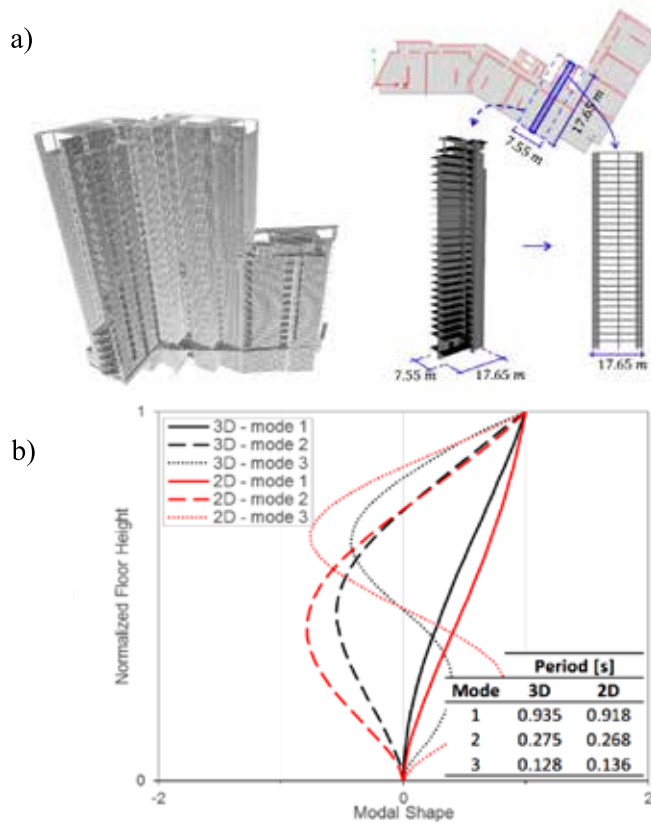 a)
17.65 m
7.55 m
7.55 m
17.65 m
17.65 m
b)
1
3D - mode 1
3D - mode 2
3D - mode 3
2D - mode 1
2D - mode 2
2D - mode 3
Normalized Floor Height
Period [s]
Mode 3D 2D
1 0.935 0.918
2 0.275 0.268
3 0.128 0.136
0
-2 0 2
Modal Shape